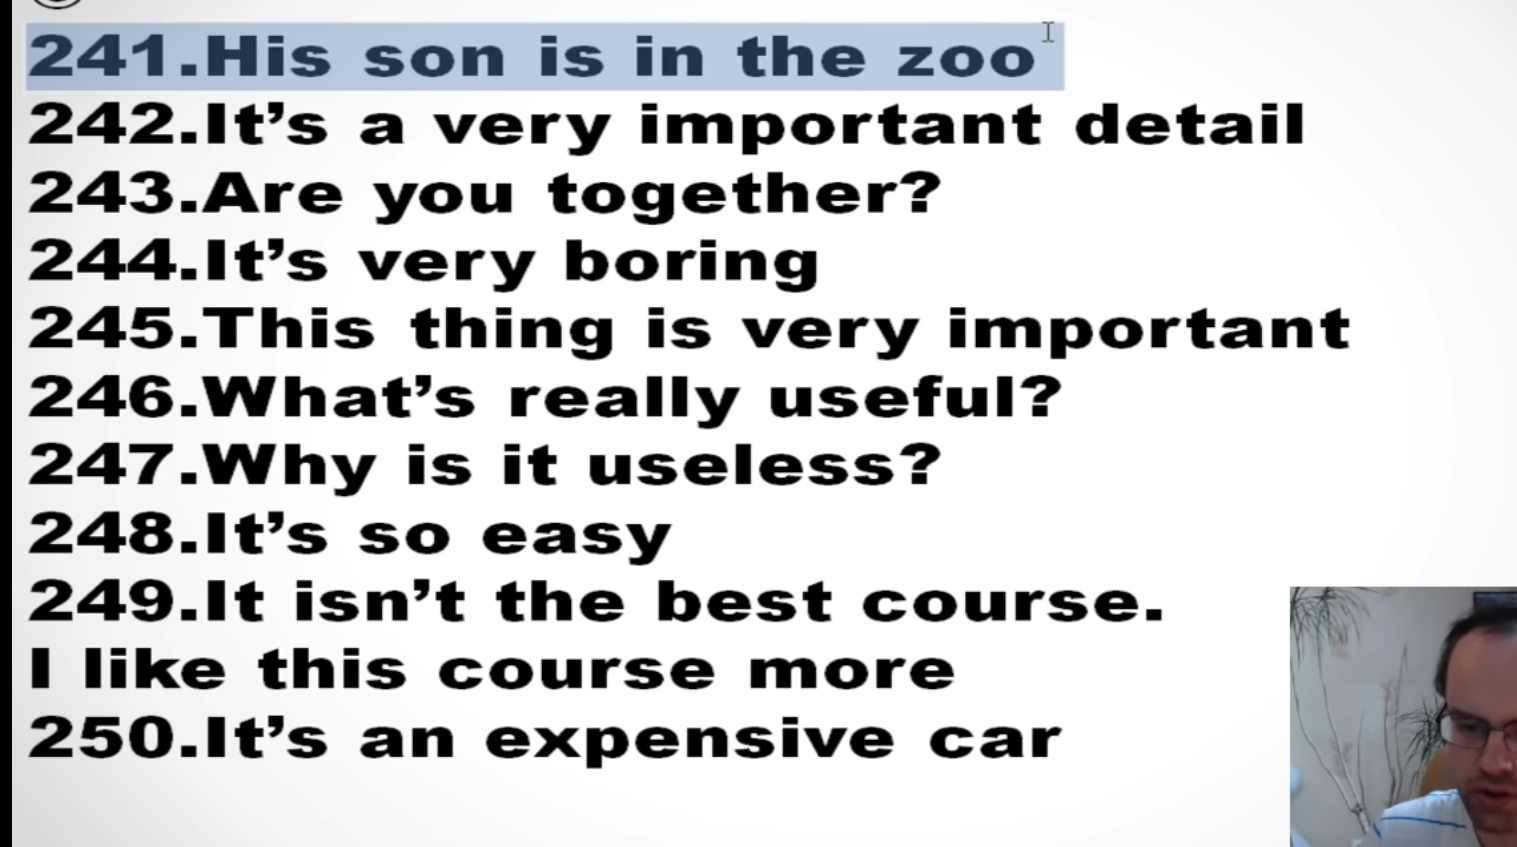 241.His son is in the zoo
242.It’s a very important detail
243.Are you together?
244.It’s very boring
245.This thing is very important
246.What’s really useful?
247.Why is it useless?
248.It’s so easy
249.It isn’t the best course.
I like this course more
250.It’s an expensive car